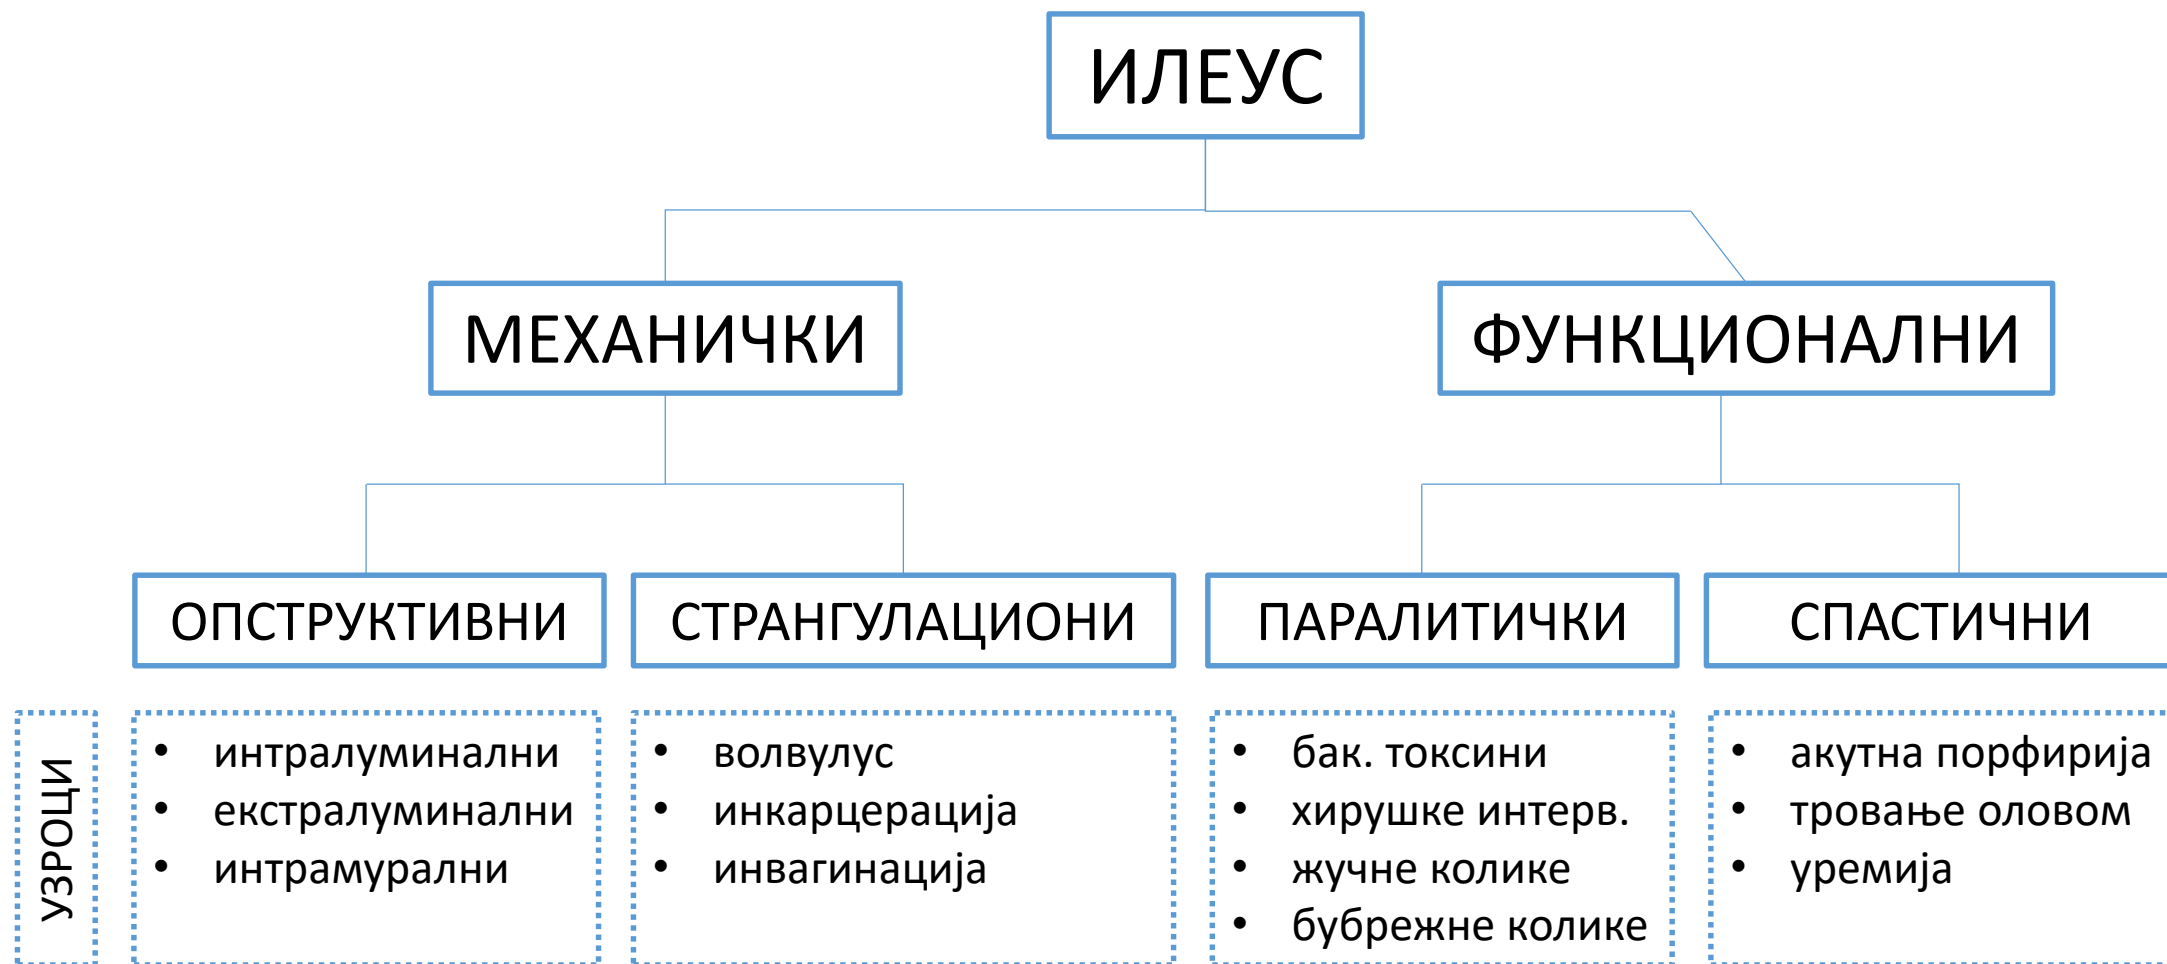 ИЛЕУС
МЕХАНИЧКИ
ФУНКЦИОНАЛНИ
ОПСТРУКТИВНИ
СТРАНГУЛАЦИОНИ
ПАРАЛИТИЧКИ
СПАСТИЧНИ
УЗРОЦИ
• интралуминални
• екстралуминални
• интрамурални
• волвулус
• инкарцерација
• инвагинација
• бак. токсини
• хирушке интерв.
• жучне колике
• бубрежне колике
• акутна порфирија
• тровање оловом
• уремија